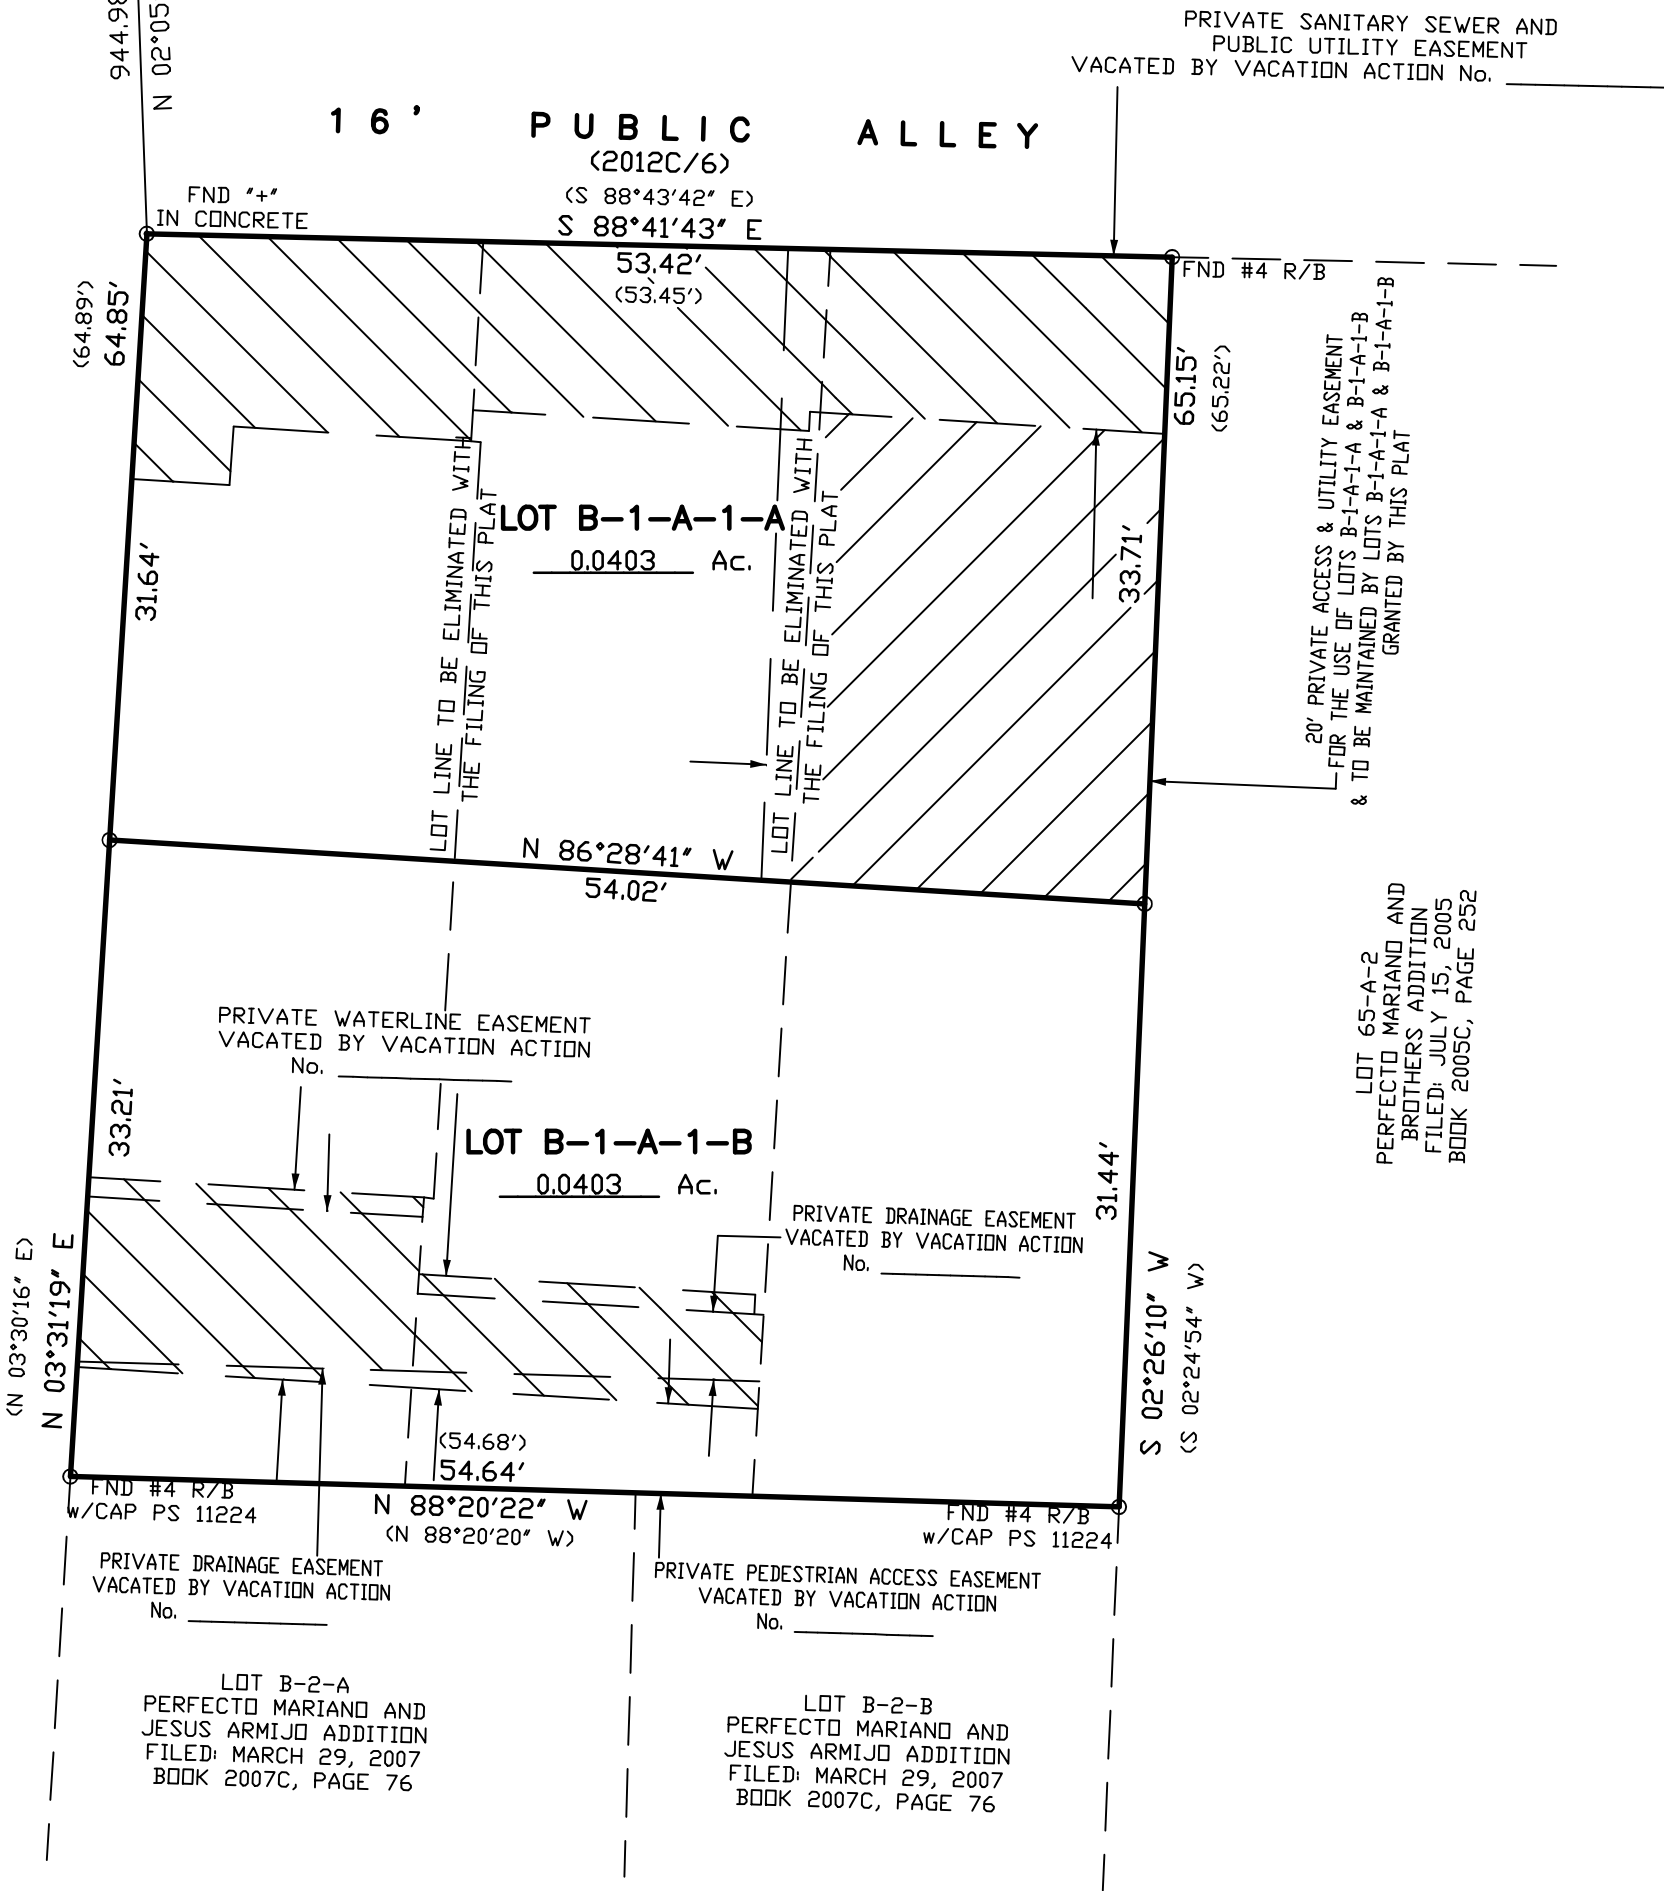 944.98
N 02°05
PRIVATE SANITARY SEWER AND
PUBLIC UTILITY EASEMENT
VACATED BY VACATION ACTION No.
16' PUBLIC ALLEY
(2012C/6)
(S 88°43'42" E)
S 88°41'43" E
53.42'
(53.45')
FND "+"
IN CONCRETE
FND #4 R/B
(64.89')
64.85'
65.15'
(65.22')
20' PRIVATE ACCESS & UTILITY EASEMENT
FOR THE USE OF LOTS B-1-A-1-A & B-1-A-1-B
& TO BE MAINTAINED BY LOTS B-1-A-1-A & B-1-A-1-B
GRANTED BY THIS PLAT
LOT LINE TO BE ELIMINATED WITH
THE FILING OF THIS PLAT
LOT B-1-A-1-A
0.0403 Ac.
LOT LINE TO BE ELIMINATED WITH
THE FILING OF THIS PLAT
31.64'
33.71'
N 86°28'41" W
54.02'
LOT 65-A-2
PERFECTO MARIANO AND
BROTHERS ADDITION
FILED: JULY 15, 2005
BOOK 2005C, PAGE 252
PRIVATE WATERLINE EASEMENT
VACATED BY VACATION ACTION
No.
33.21'
LOT B-1-A-1-B
0.0403 Ac.
31.44'
PRIVATE DRAINAGE EASEMENT
VACATED BY VACATION ACTION
No.
(N 03°30'16" E)
N 03°31'19" E
S 02°26'10" W
(S 02°24'54" W)
(54.68')
54.64'
N 88°20'22" W
(N 88°20'20" W)
FND #4 R/B
w/CAP PS 11224
FND #4 R/B
w/CAP PS 11224
PRIVATE DRAINAGE EASEMENT
VACATED BY VACATION ACTION
No.
PRIVATE PEDESTRIAN ACCESS EASEMENT
VACATED BY VACATION ACTION
No.
LOT B-2-A
PERFECTO MARIANO AND
JESUS ARMIJO ADDITION
FILED: MARCH 29, 2007
BOOK 2007C, PAGE 76
LOT B-2-B
PERFECTO MARIANO AND
JESUS ARMIJO ADDITION
FILED: MARCH 29, 2007
BOOK 2007C, PAGE 76